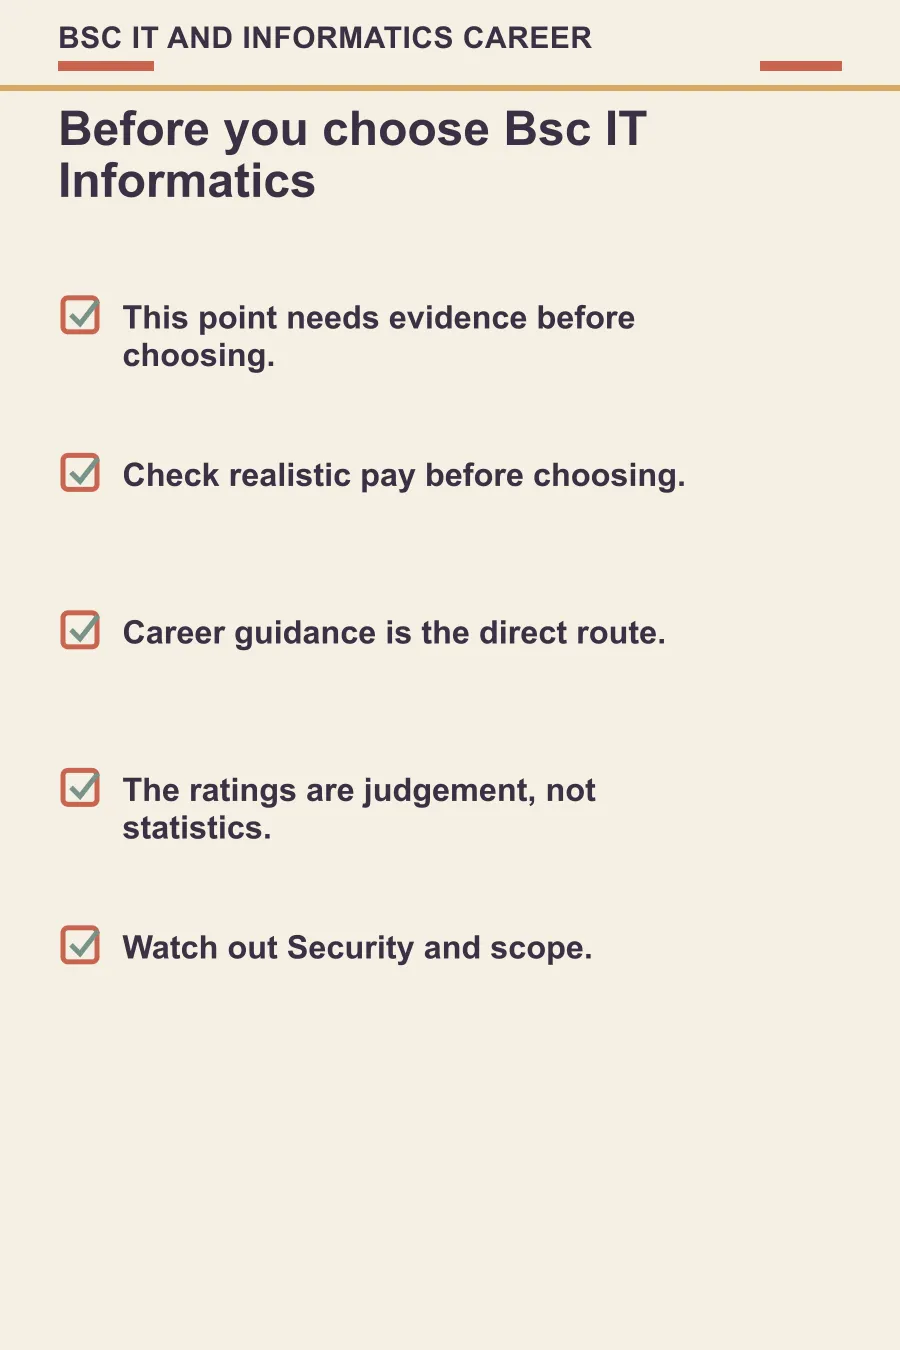 BSC IT AND INFORMATICS CAREER
Before you choose Bsc IT
Informatics
This point needs evidence before
choosing.
Check realistic pay before choosing.
Career guidance is the direct route.
The ratings are judgement, not
statistics.
Watch out Security and scope.